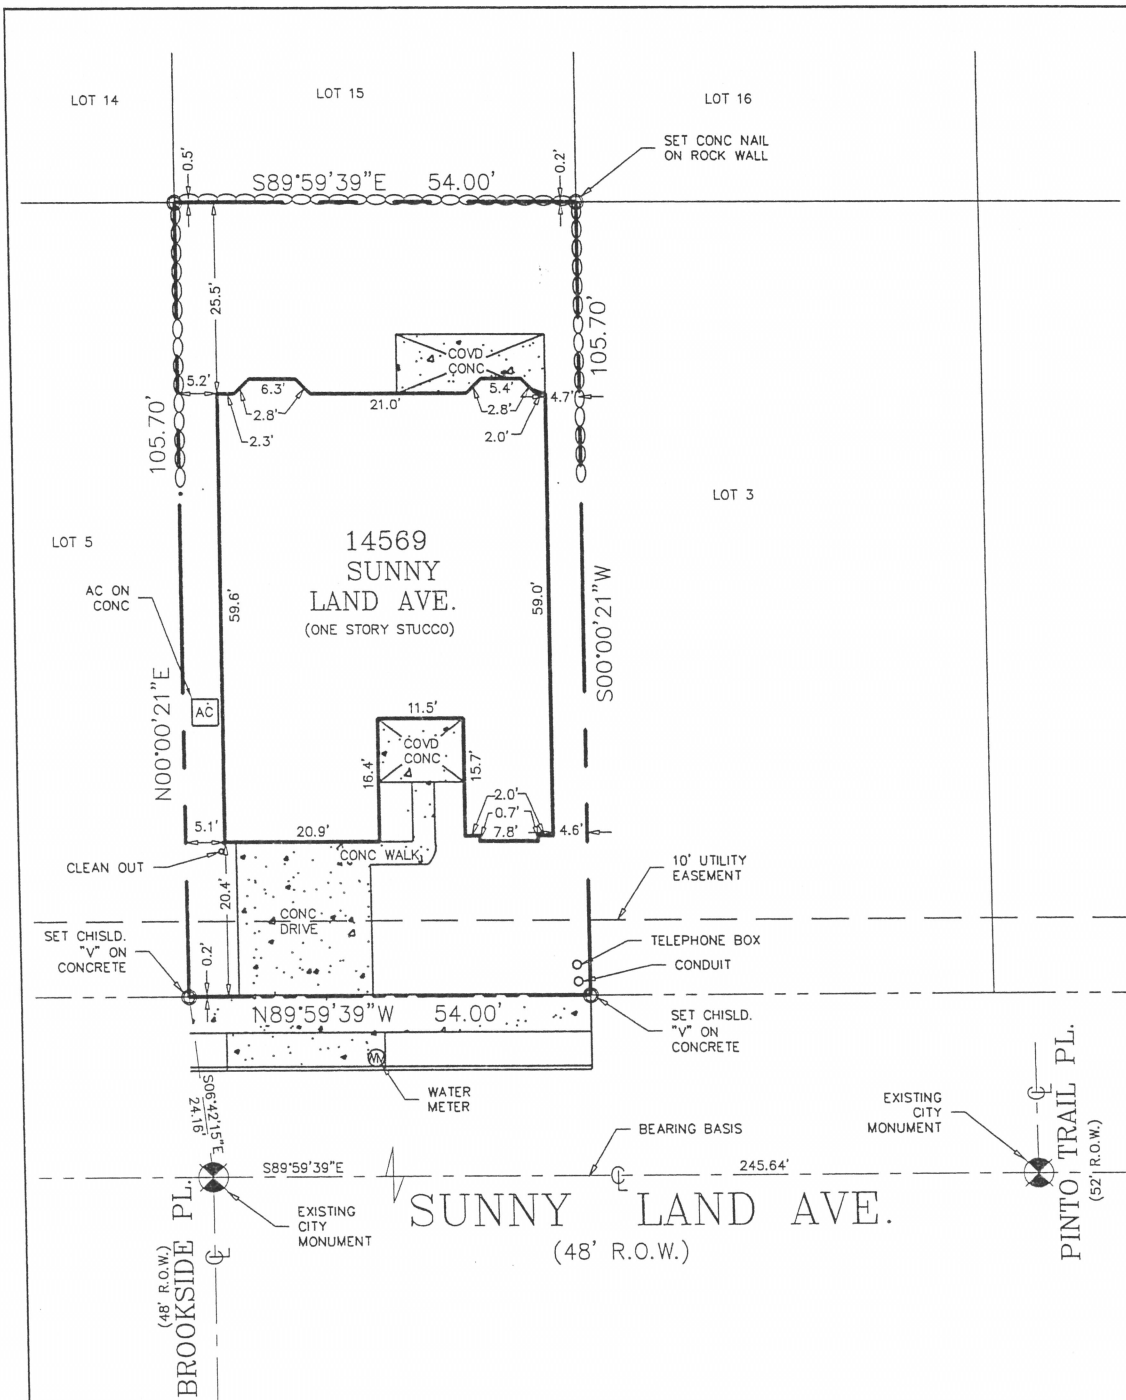 LOT 14
LOT 15
LOT 16
SET CONC NAIL
ON ROCK WALL
0.5'
0.2'
S89°59'39"E 54.00'
25.5'
105.70'
COVD
CONC
5.2'
6.3'
5.4'
4.7'
2.8'
21.0'
2.8'
2.3'
2.0'
105.70'
LOT 3
LOT 5
14569
SUNNY
LAND AVE.
(ONE STORY STUCCO)
AC ON
CONC
59.6'
59.0'
S00°00'21"W
N00°00'21"E
AC
11.5'
COVD
CONC
16.4'
15.7'
2.0'
0.7'
7.8'
4.6'
5.1'
20.9'
CONC WALK
CLEAN OUT
10' UTILITY
EASEMENT
20.4'
CONC
DRIVE
SET CHISLD.
"V" ON
CONCRETE
0.2'
TELEPHONE BOX
CONDUIT
N89°59'39"W 54.00'
SET CHISLD.
"V" ON
CONCRETE
WM
WATER
METER
S06°42'15"E
24.16'
EXISTING
CITY
MONUMENT
BEARING BASIS
S89°59'39"E
245.64'
SUNNY LAND AVE.
(48' R.O.W.)
EXISTING
CITY
MONUMENT
BROOKSIDE PL.
(48' R.O.W.)
PINTO TRAIL PL.
(52' R.O.W.)